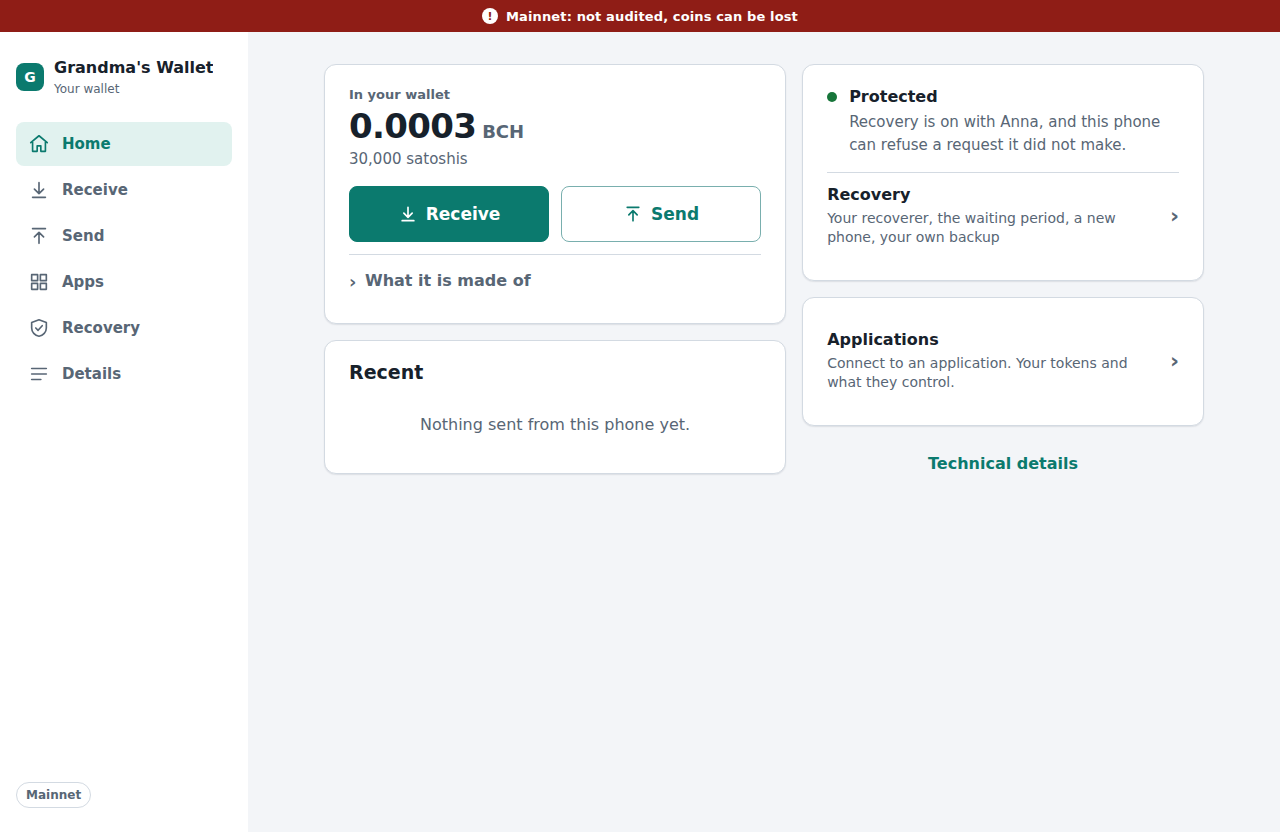 ! Mainnet: not audited, coins can be lost
G
Grandma's Wallet
Your wallet
Home
Receive
Send
Apps
Recovery
Details
Mainnet
In your wallet
0.0003 BCH
30,000 satoshis
Receive
Send
› What it is made of
Recent
Nothing sent from this phone yet.
Protected
Recovery is on with Anna, and this phone
can refuse a request it did not make.
Recovery
Your recoverer, the waiting period, a new
phone, your own backup
›
Applications
Connect to an application. Your tokens and
what they control.
›
Technical details